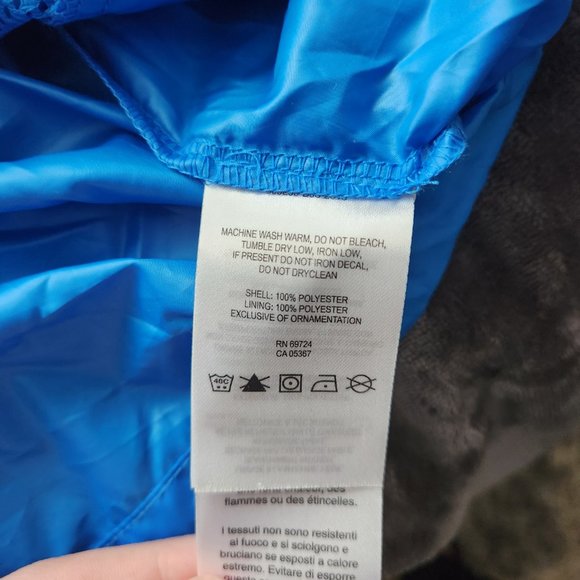 MACHINE WASH WARM, DO NOT BLEACH,
TUMBLE DRY LOW, IRON LOW,
IF PRESENT DO NOT IRON DECAL,
DO NOT DRYCLEAN
SHELL: 100% POLYESTER
LINING: 100% POLYESTER
EXCLUSIVE OF ORNAMENTATION
RN 69724
CA 05367
40C
flammes ou des étincelles.
I tessuti non sono resistenti
al fuoco e si sciolgono e
bruciano se esposti a calore
estremo. Evitare di esporre